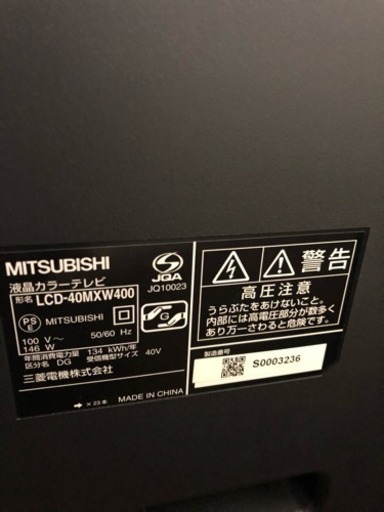 MITSUBISHI
液晶カラーテレビ
形名 LCD-40MXW400
PS E MITSUBISHI
100 V 50/60 Hz
146 W
年間消費電力量 134 kWh/年
区分名 DG 受信機型サイズ 40V
三菱電機株式会社
S
JQA
JQ10023
G
→ ×23本
MADE IN CHINA
警告
高圧注意
うらぶたをあけないこと。
内部には高電圧部分が数多く
あり万一さわると危険です。
製造番号
S0003236